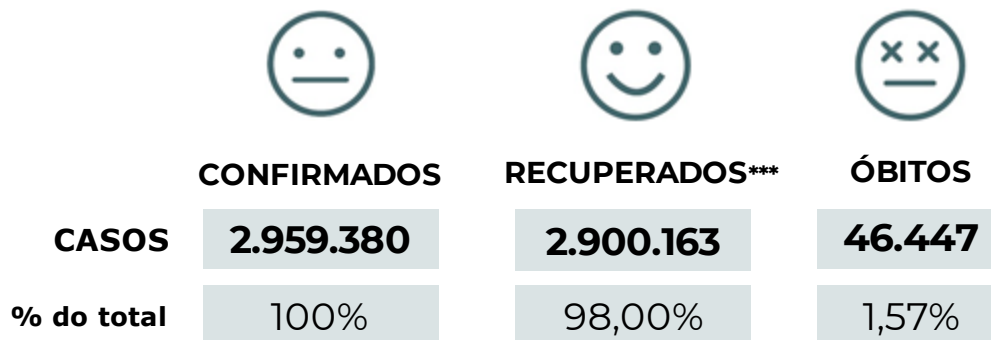 CONFIRMADOS RECUPERADOS*** ÓBITOS
CASOS 2.959.380 2.900.163 46.447
% do total 100% 98,00% 1,57%